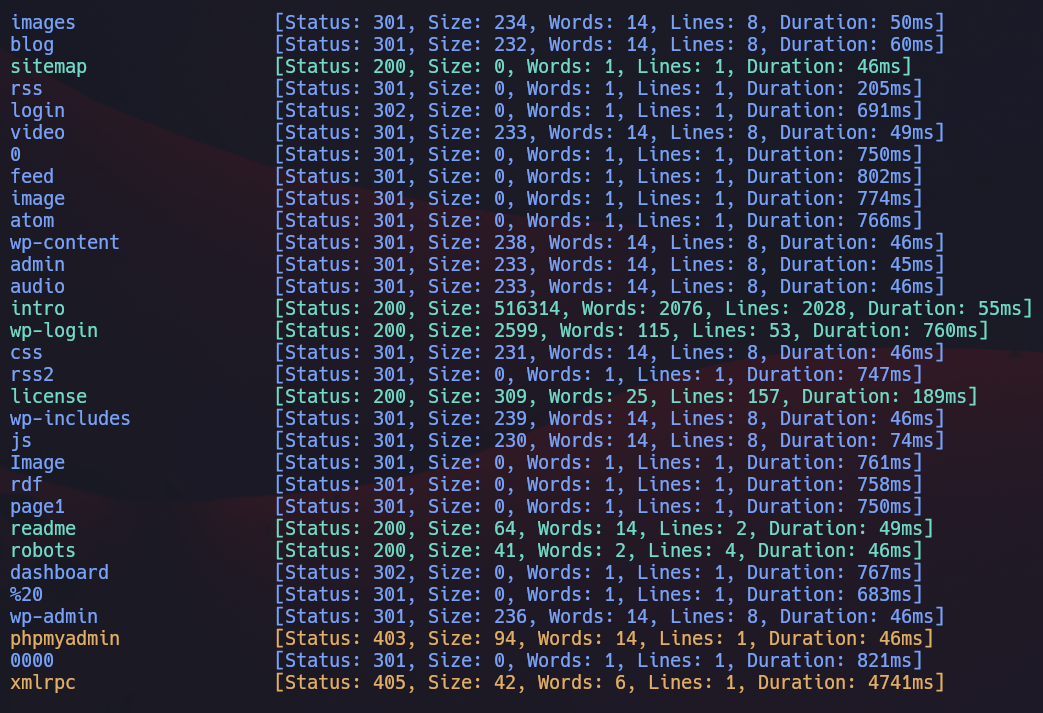 images [Status: 301, Size: 234, Words: 14, Lines: 8, Duration: 50ms]
blog [Status: 301, Size: 232, Words: 14, Lines: 8, Duration: 60ms]
sitemap [Status: 200, Size: 0, Words: 1, Lines: 1, Duration: 46ms]
rss [Status: 301, Size: 0, Words: 1, Lines: 1, Duration: 205ms]
login [Status: 302, Size: 0, Words: 1, Lines: 1, Duration: 691ms]
video [Status: 301, Size: 233, Words: 14, Lines: 8, Duration: 49ms]
0 [Status: 301, Size: 0, Words: 1, Lines: 1, Duration: 750ms]
feed [Status: 301, Size: 0, Words: 1, Lines: 1, Duration: 802ms]
image [Status: 301, Size: 0, Words: 1, Lines: 1, Duration: 774ms]
atom [Status: 301, Size: 0, Words: 1, Lines: 1, Duration: 766ms]
wp-content [Status: 301, Size: 238, Words: 14, Lines: 8, Duration: 46ms]
admin [Status: 301, Size: 233, Words: 14, Lines: 8, Duration: 45ms]
audio [Status: 301, Size: 233, Words: 14, Lines: 8, Duration: 46ms]
intro [Status: 200, Size: 516314, Words: 2076, Lines: 2028, Duration: 55ms]
wp-login [Status: 200, Size: 2599, Words: 115, Lines: 53, Duration: 760ms]
css [Status: 301, Size: 231, Words: 14, Lines: 8, Duration: 46ms]
rss2 [Status: 301, Size: 0, Words: 1, Lines: 1, Duration: 747ms]
license [Status: 200, Size: 309, Words: 25, Lines: 157, Duration: 189ms]
wp-includes [Status: 301, Size: 239, Words: 14, Lines: 8, Duration: 46ms]
js [Status: 301, Size: 230, Words: 14, Lines: 8, Duration: 74ms]
Image [Status: 301, Size: 0, Words: 1, Lines: 1, Duration: 761ms]
rdf [Status: 301, Size: 0, Words: 1, Lines: 1, Duration: 758ms]
page1 [Status: 301, Size: 0, Words: 1, Lines: 1, Duration: 750ms]
readme [Status: 200, Size: 64, Words: 14, Lines: 2, Duration: 49ms]
robots [Status: 200, Size: 41, Words: 2, Lines: 4, Duration: 46ms]
dashboard [Status: 302, Size: 0, Words: 1, Lines: 1, Duration: 767ms]
%20 [Status: 301, Size: 0, Words: 1, Lines: 1, Duration: 683ms]
wp-admin [Status: 301, Size: 236, Words: 14, Lines: 8, Duration: 46ms]
phpmyadmin [Status: 403, Size: 94, Words: 14, Lines: 1, Duration: 46ms]
0000 [Status: 301, Size: 0, Words: 1, Lines: 1, Duration: 821ms]
xmlrpc [Status: 405, Size: 42, Words: 6, Lines: 1, Duration: 4741ms]